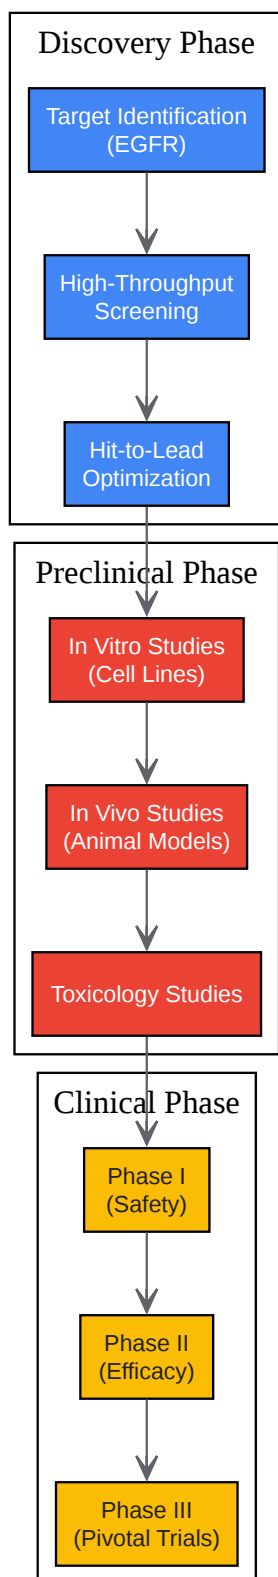 Discovery Phase
Target Identification
(EGFR)
High-Throughput
Screening
Hit-to-Lead
Optimization
Preclinical Phase
In Vitro Studies
(Cell Lines)
In Vivo Studies
(Animal Models)
Toxicology Studies
Clinical Phase
Phase I
(Safety)
Phase II
(Efficacy)
Phase III
(Pivotal Trials)